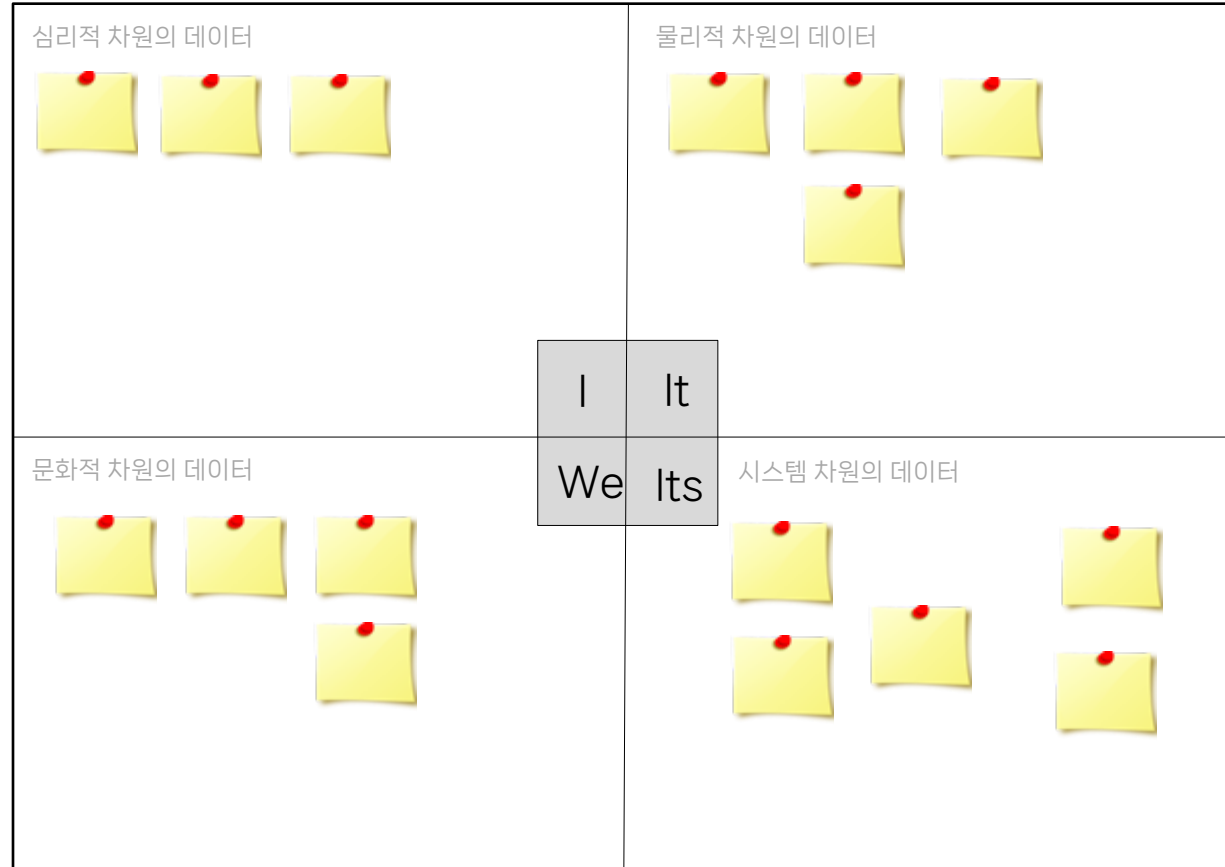 심리적 차원의 데이터
물리적 차원의 데이터
I
It
We
Its
문화적 차원의 데이터
시스템 차원의 데이터